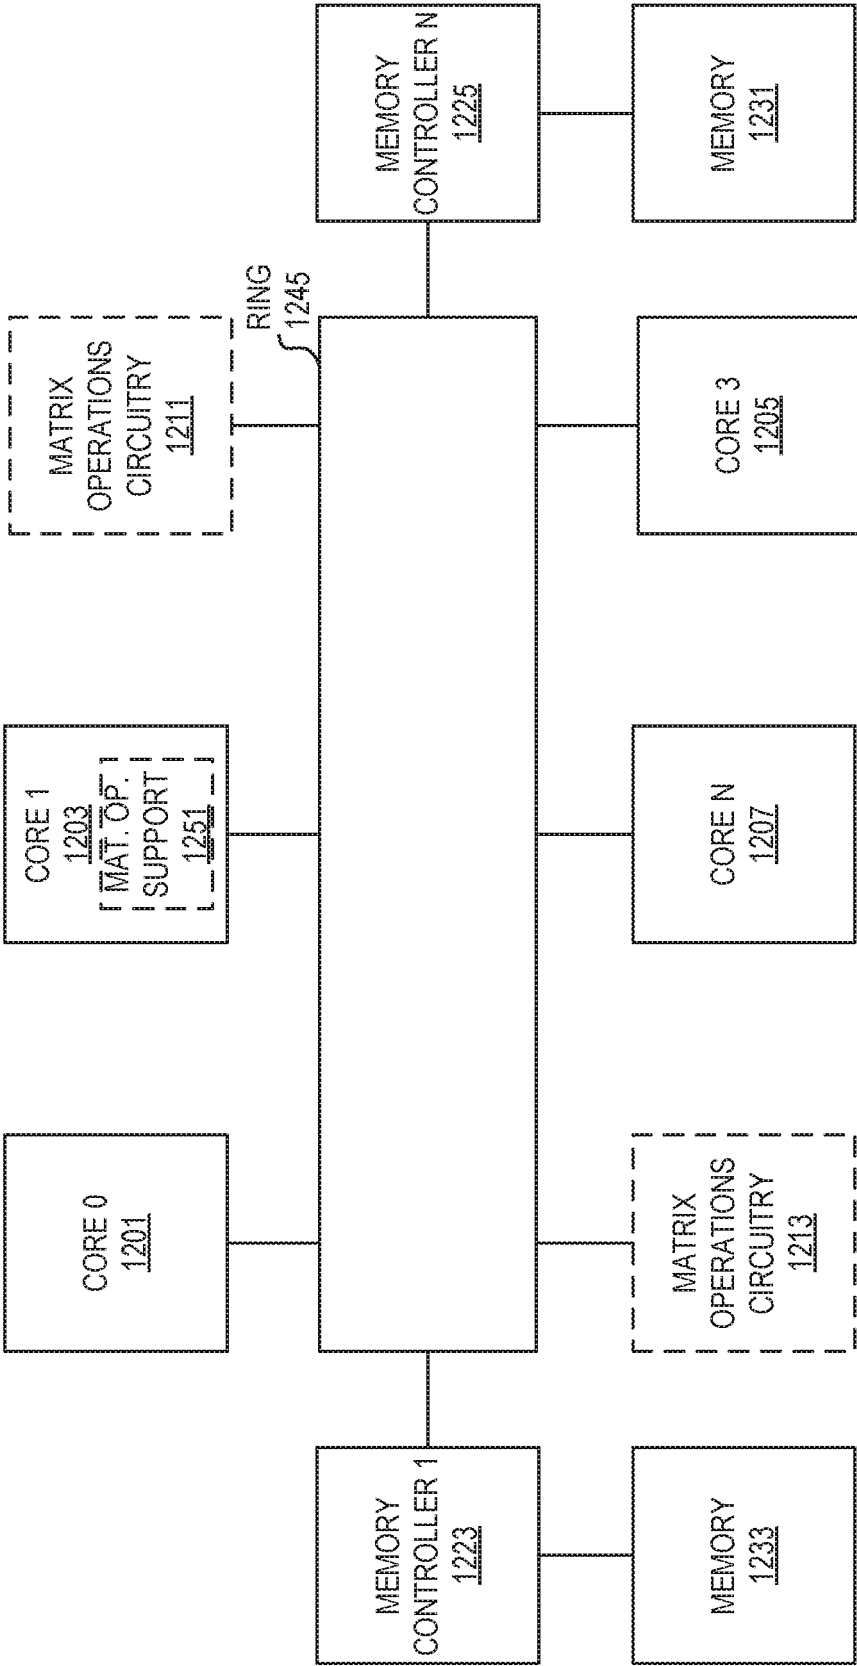 CORE 0
1201
CORE 1
1203
MAT. OP.
SUPPORT
1251
MATRIX
OPERATIONS
CIRCUITRY
1211
RING
1245
MEMORY
CONTROLLER 1
1223
MEMORY
CONTROLLER N
1225
MEMORY
1233
MATRIX
OPERATIONS
CIRCUITRY
1213
CORE N
1207
CORE 3
1205
MEMORY
1231